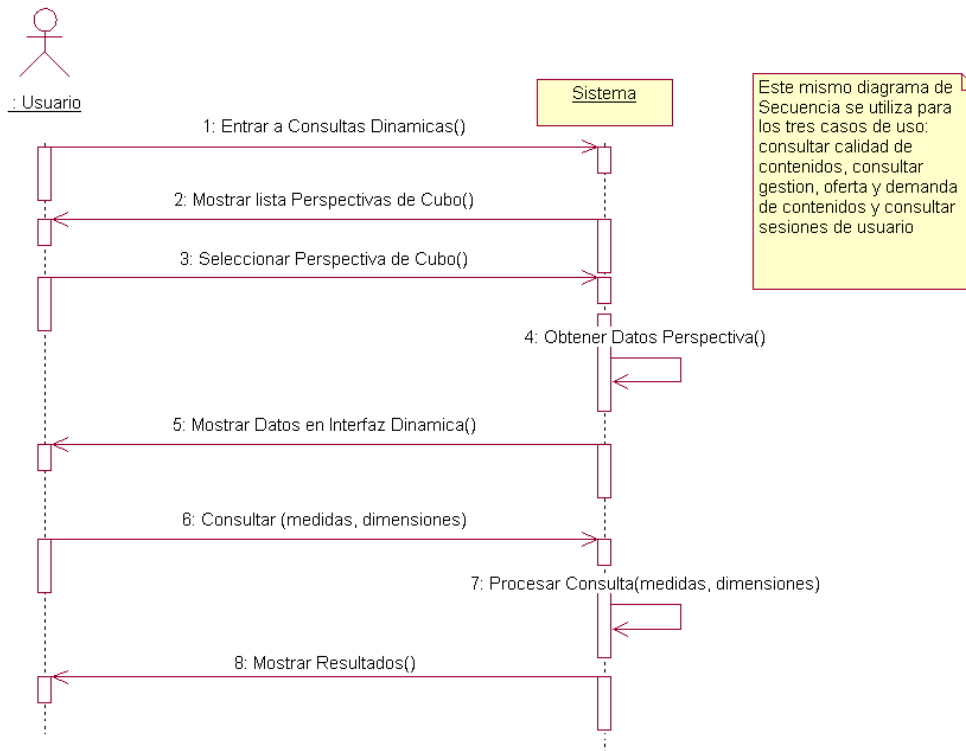 : Usuario
Sistema
Este mismo diagrama de
Secuencia se utiliza para
los tres casos de uso:
consultar calidad de
contenidos, consultar
gestion, oferta y demanda
de contenidos y consultar
sesiones de usuario
1: Entrar a Consultas Dinamicas()
2: Mostrar lista Perspectivas de Cubo()
3: Seleccionar Perspectiva de Cubo()
4: Obtener Datos Perspectiva()
5: Mostrar Datos en Interfaz Dinamica()
6: Consultar (medidas, dimensiones)
7: Procesar Consulta(medidas, dimensiones)
8: Mostrar Resultados()